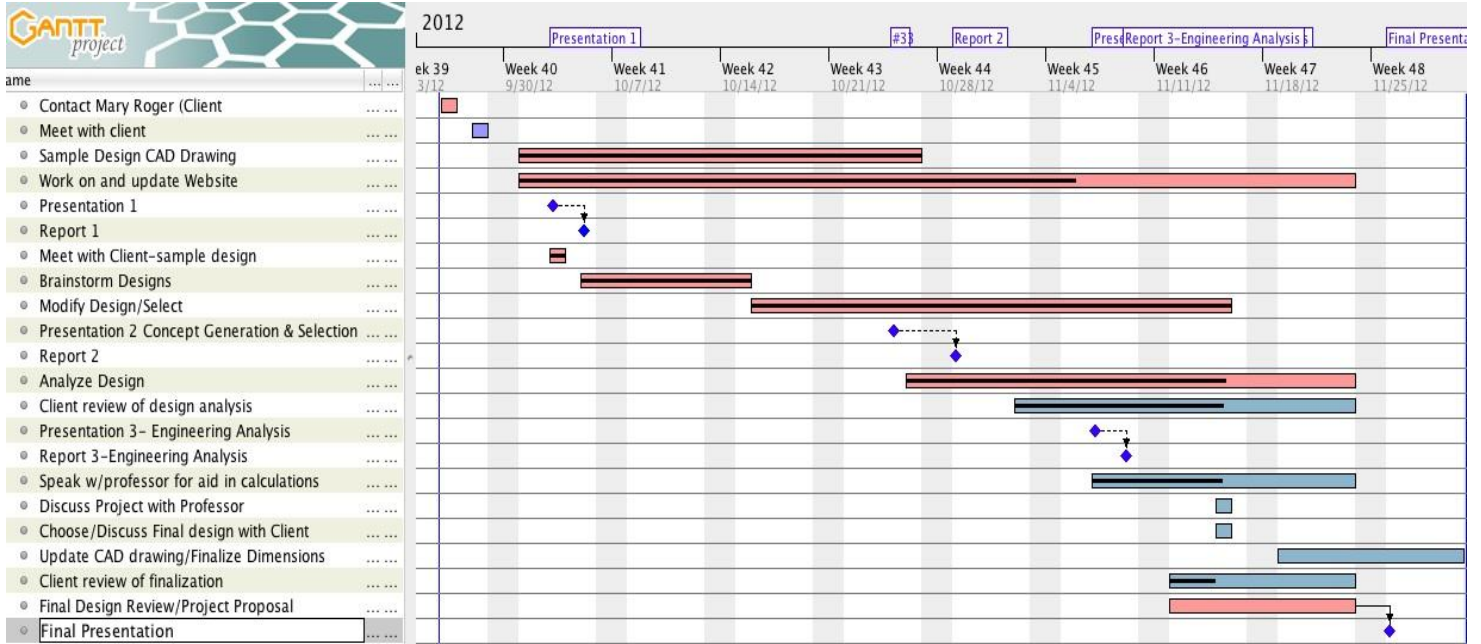 GANTT
project
2012
Presentation 1
#33
Report 2
Prese
Report 3-Engineering Analysis
Final Presenta
ame
... ...
ek 39
Week 40
Week 41
Week 42
Week 43
Week 44
Week 45
Week 46
Week 47
Week 48
3/12
9/30/12
10/7/12
10/14/12
10/21/12
10/28/12
11/4/12
11/11/12
11/18/12
11/25/12
Contact Mary Roger (Client ... ...
Meet with client ... ...
Sample Design CAD Drawing ... ...
Work on and update Website ... ...
Presentation 1 ... ...
Report 1 ... ...
Meet with Client-sample design ... ...
Brainstorm Designs ... ...
Modify Design/Select ... ...
Presentation 2 Concept Generation & Selection ... ...
Report 2 ... ...
Analyze Design ... ...
Client review of design analysis ... ...
Presentation 3- Engineering Analysis ... ...
Report 3-Engineering Analysis ... ...
Speak w/professor for aid in calculations ... ...
Discuss Project with Professor ... ...
Choose/Discuss Final design with Client ... ...
Update CAD drawing/Finalize Dimensions ... ...
Client review of finalization ... ...
Final Design Review/Project Proposal ... ...
Final Presentation ... ...